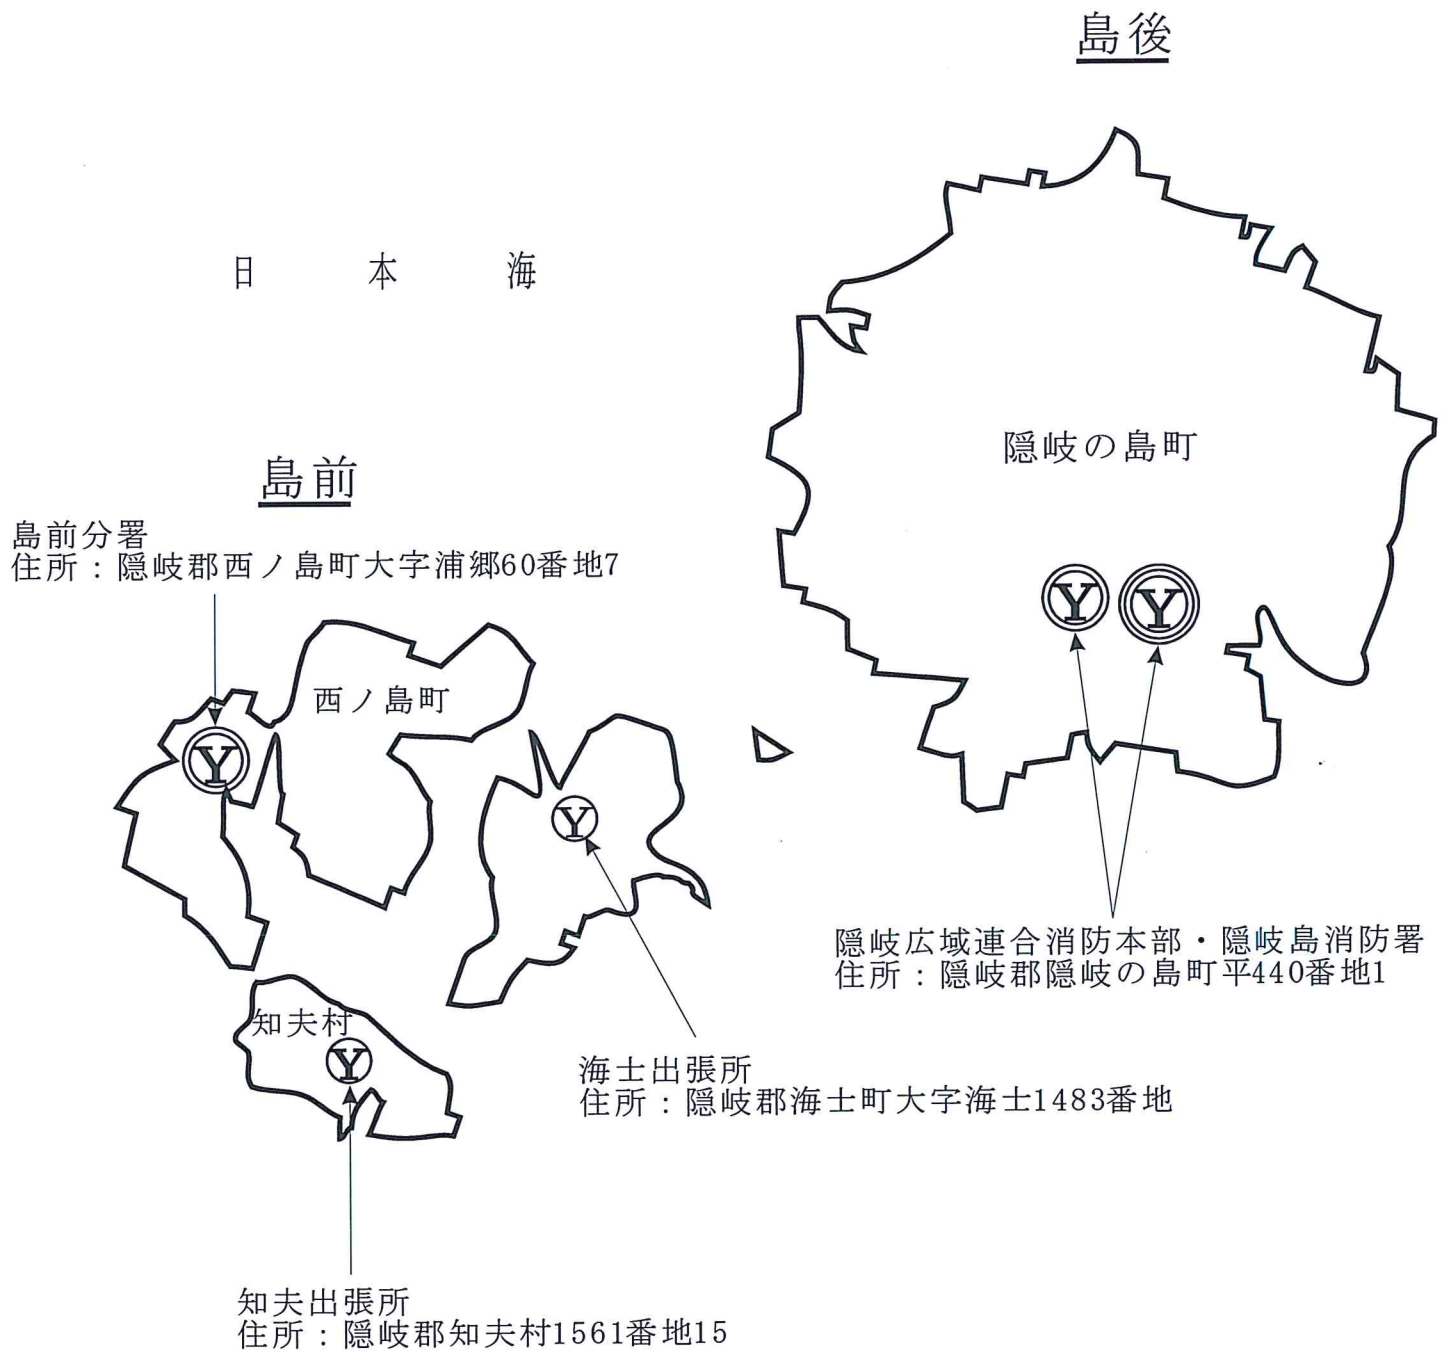 島後
日本海
隠岐の島町
島前
島前分署
住所：隠岐郡西ノ島町大字浦郷60番地7
西ノ島町
Y
Y
Y
Y
隠岐広域連合消防本部・隠岐島消防署
住所：隠岐郡隠岐の島町平440番地1
知夫村
Y
海士出張所
住所：隠岐郡海士町大字海士1483番地
知夫出張所
住所：隠岐郡知夫村1561番地15